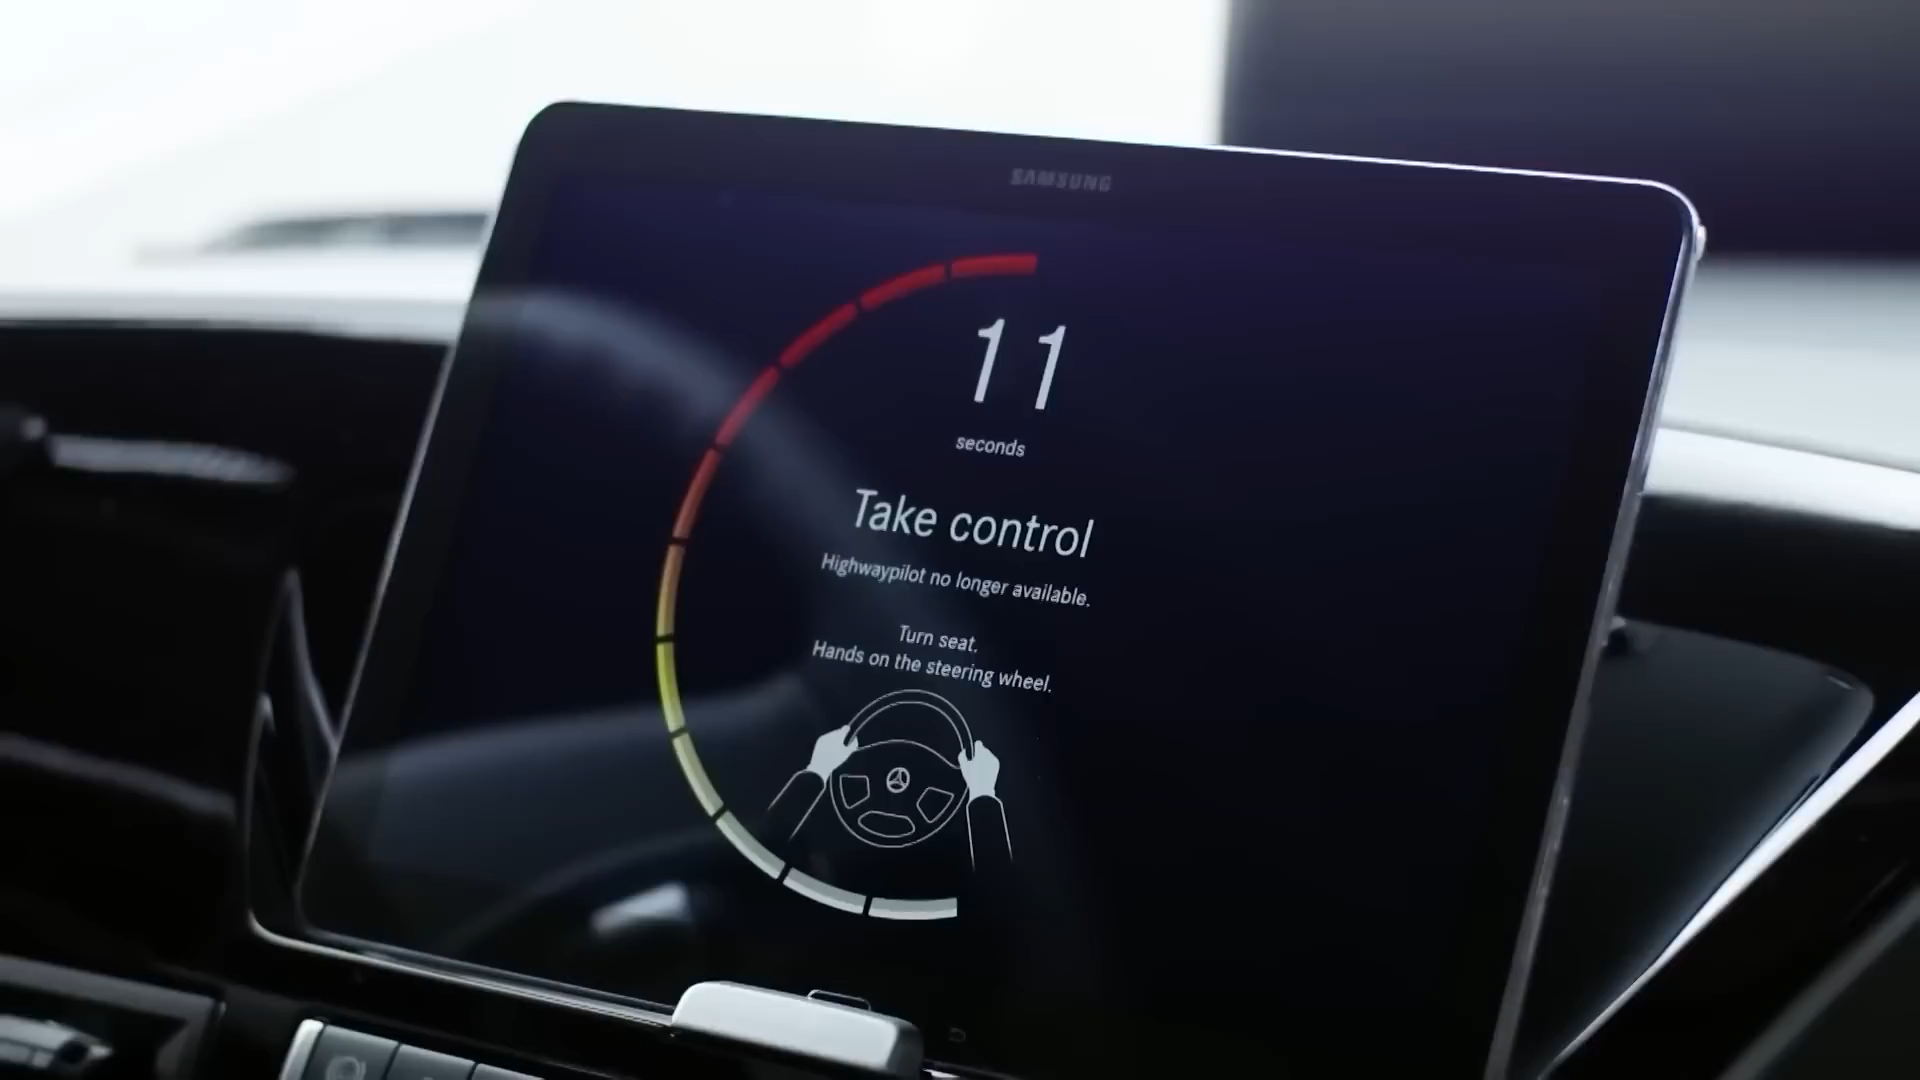 SAMSUNG
11
seconds
Take control
Highwaypilot no longer available.
Turn seat.
Hands on the steering wheel.